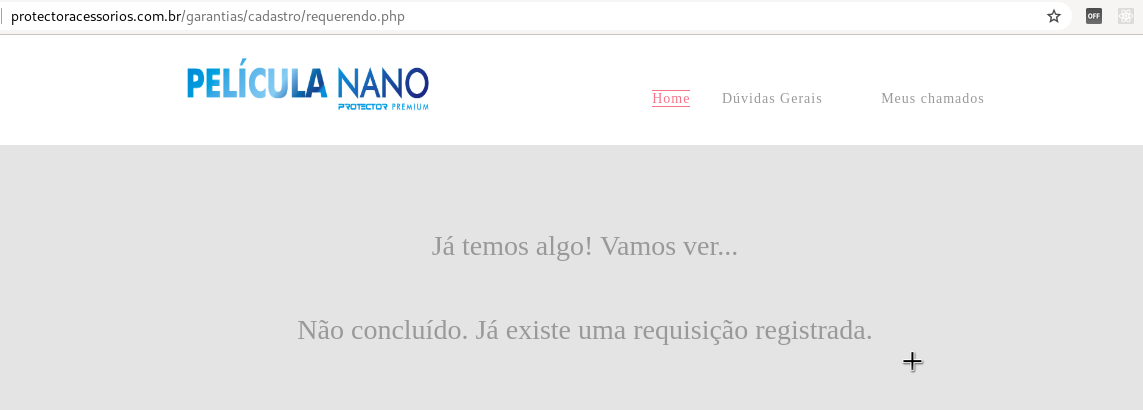 protectoracessorios.com.br/garantias/cadastro/requerendo.php
OFF
PELÍCULA NANO
PROTECTOR PREMIUM
Home Dúvidas Gerais Meus chamados
Já temos algo! Vamos ver...
Não concluído. Já existe uma requisição registrada.